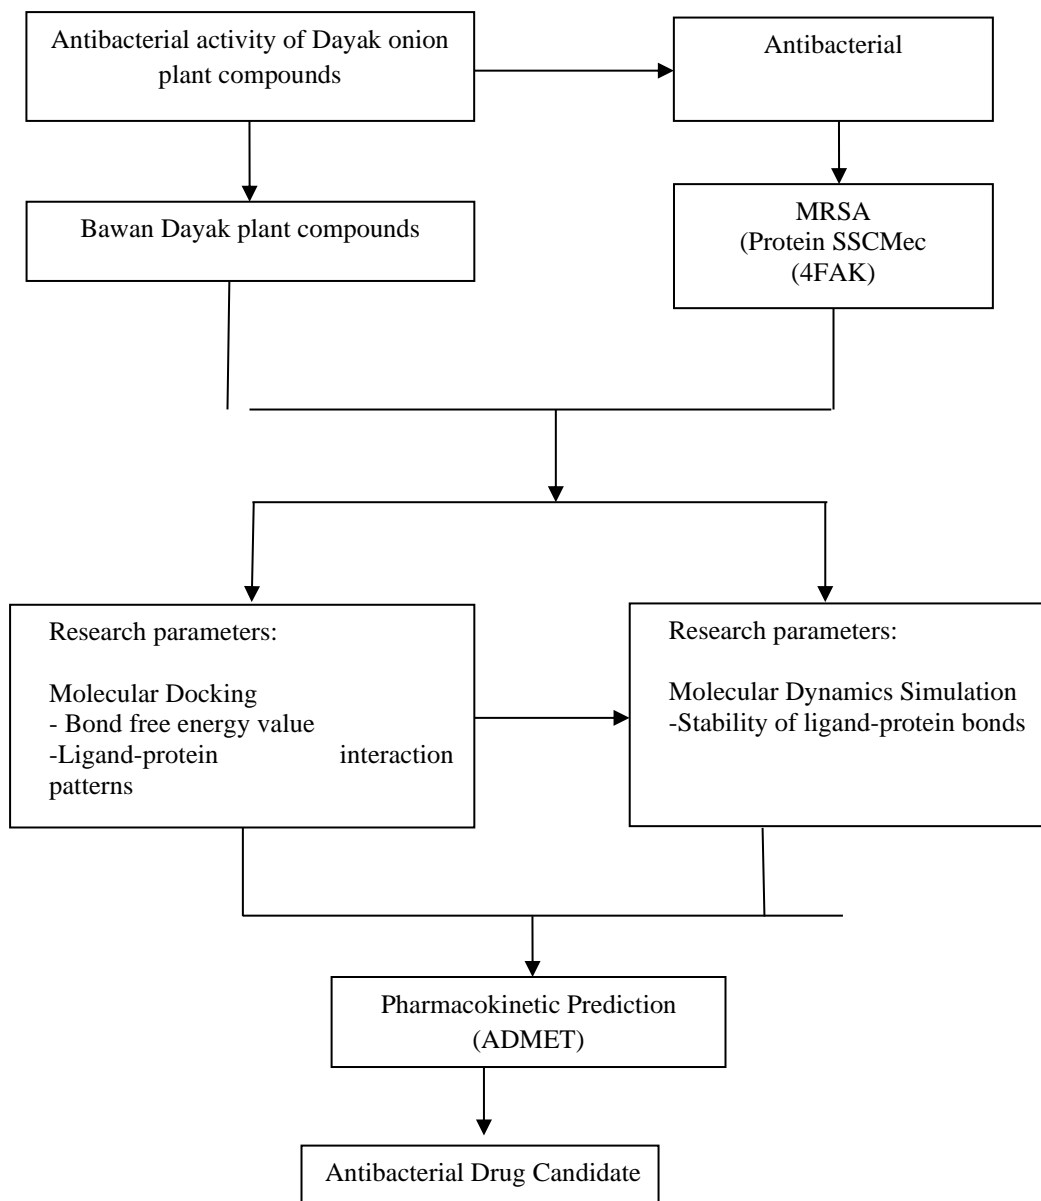 Antibacterial activity of Dayak onion
plant compounds
Antibacterial
Bawan Dayak plant compounds
MRSA
(Protein SSCMec
(4FAK)
Research parameters:
Molecular Docking
- Bond free energy value
-Ligand-protein interaction
patterns
Research parameters:
Molecular Dynamics Simulation
-Stability of ligand-protein bonds
Pharmacokinetic Prediction
(ADMET)
Antibacterial Drug Candidate